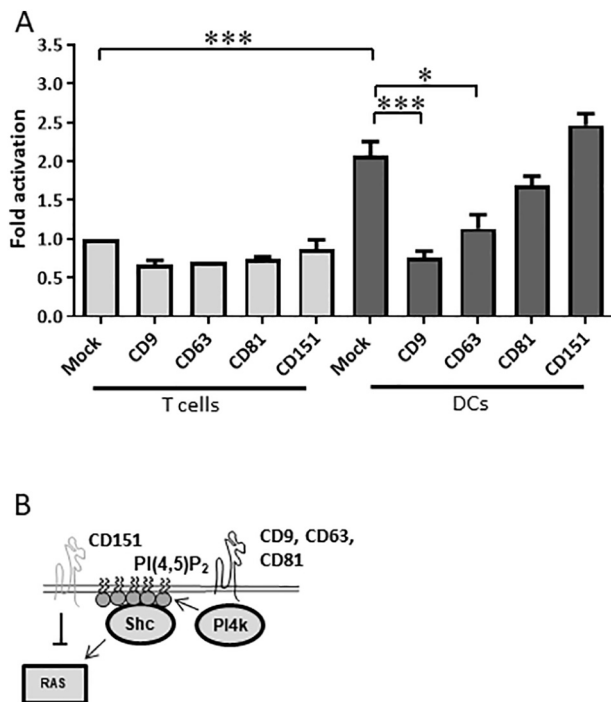 A
***
3.5
3.0
2.5
2.0
1.5
1.0
0.5
0.0
Fold activation
*
***
Mock
CD9
CD63
CD81
CD151
Mock
CD9
CD63
CD81
CD151
T cells
DCs
B
CD151
PI(4,5)P2
CD9, CD63,
CD81
Shc
PI4k
RAS